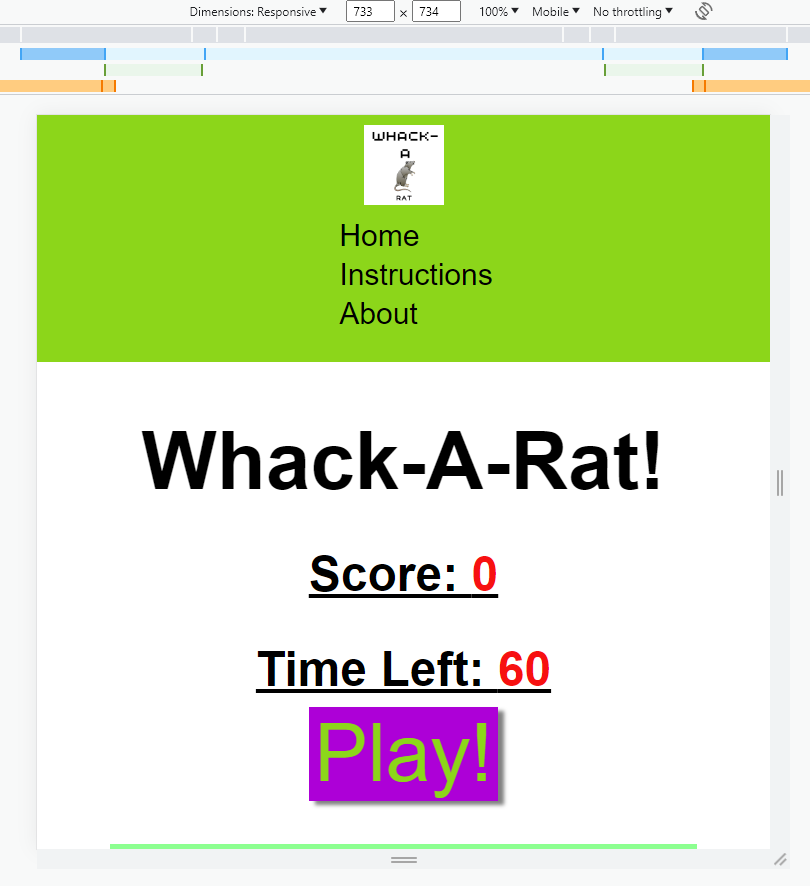 Dimensions: Responsive 733 × 734 100% Mobile No throttling
WHACK-
A
RAT
Home
Instructions
About
Whack-A-Rat!
Score: 0
Time Left: 60
Play!